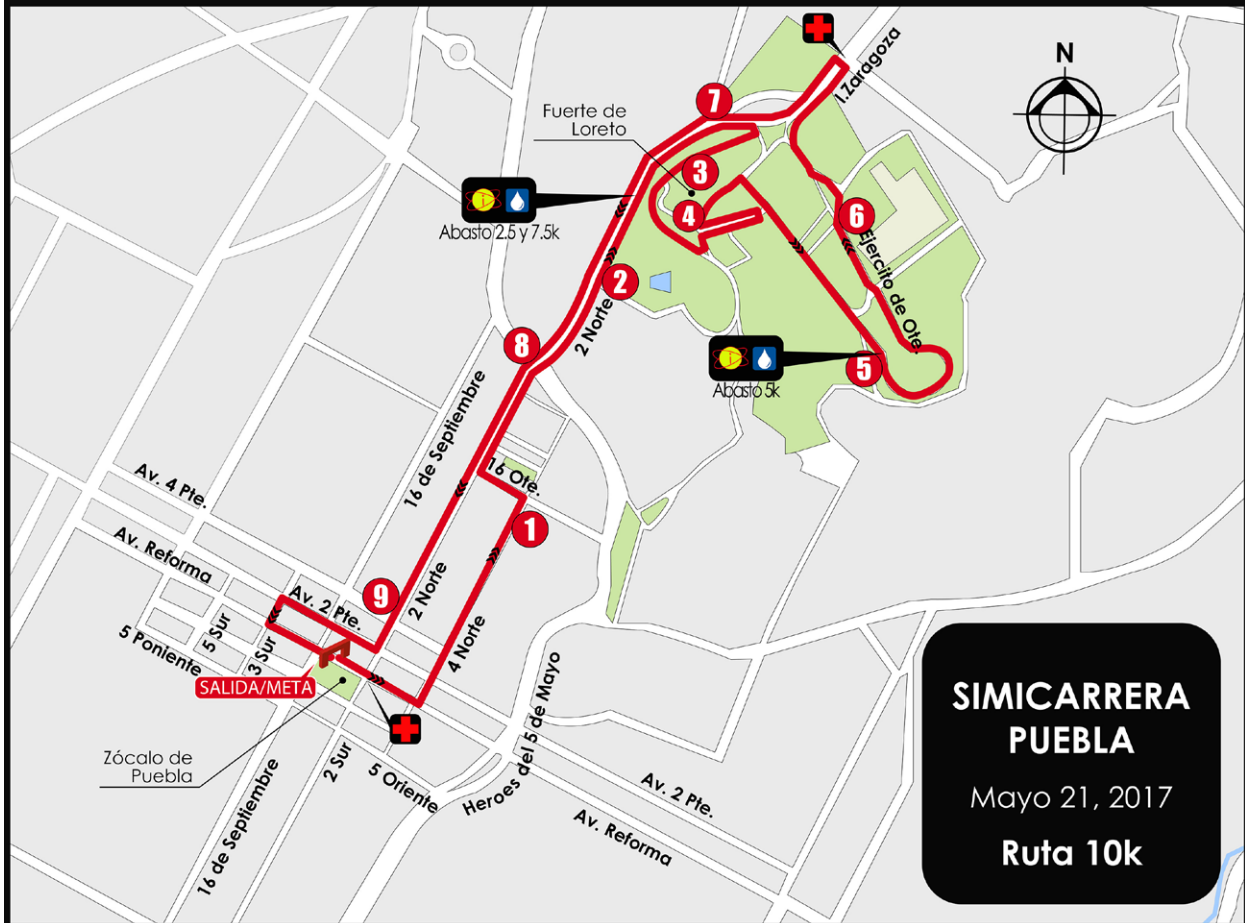 I.Zaragoza
N
7
Fuerte de
Loreto
3
4
6
Abasto 2.5 y 7.5k
Ejercito de Ote.
2
2 Norte
8
5
Abasto 5k
16 de Septiembre
16 Ote.
1
Av. 4 Pte.
Av. Reforma
9
2 Norte
Av. 2 Pte.
4 Norte
5 Sur
3 Sur
5 Poniente
SALIDA/META
Zócalo de
Puebla
2 Sur
5 Oriente
Heroes del 5 de Mayo
16 de Septiembre
Av. 2 Pte.
Av. Reforma
SIMICARRERA
PUEBLA
Mayo 21, 2017
Ruta 10k